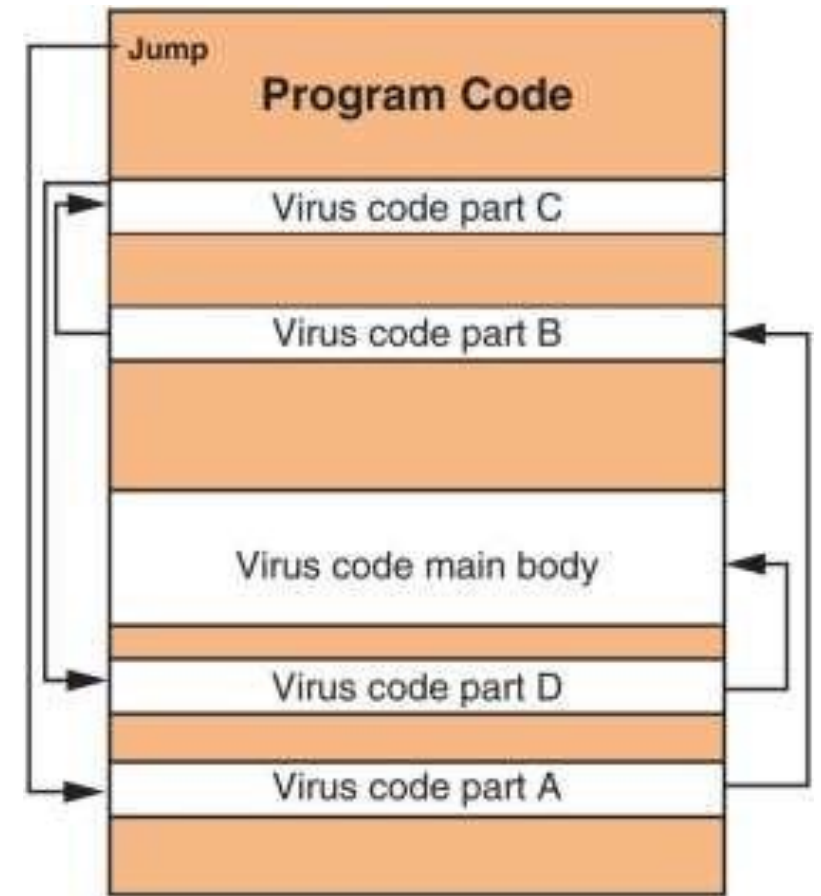 Jump
Program Code
Virus code part C
Virus code part B
Virus code main body
Virus code part D
Virus code part A